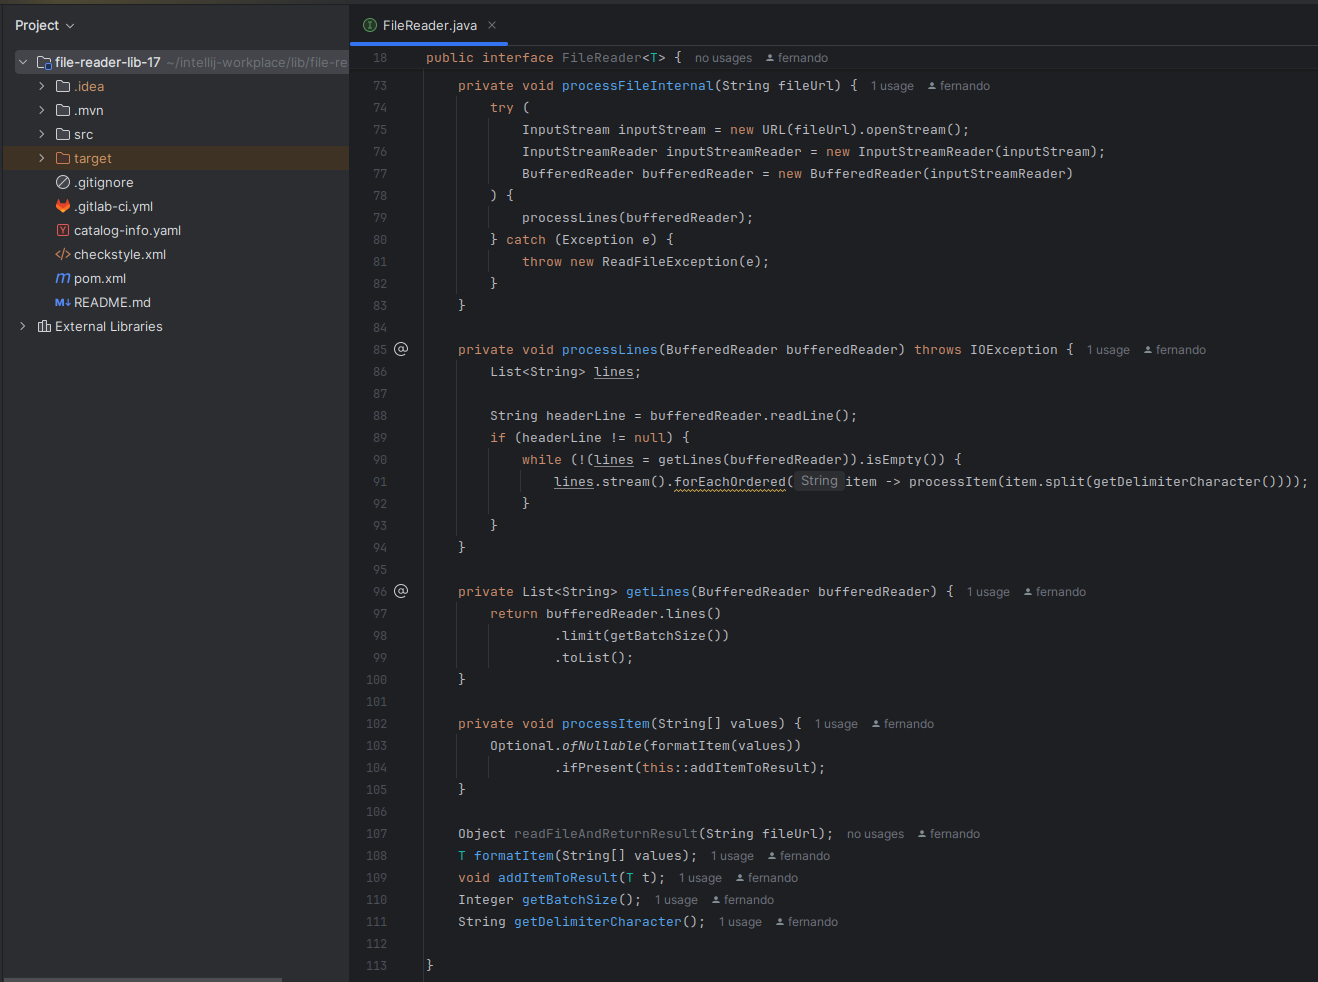 Project
file-reader-lib-17 ~/intellij-workplace/lib/file-re
.idea
.mvn
src
target
.gitignore
.gitlab-ci.yml
catalog-info.yaml
checkstyle.xml
pom.xml
README.md
External Libraries
FileReader.java
18 public interface FileReader<T> { no usages fernando
73 private void processFileInternal(String fileUrl) { 1 usage fernando
74 try (
75 InputStream inputStream = new URL(fileUrl).openStream();
76 InputStreamReader inputStreamReader = new InputStreamReader(inputStream);
77 BufferedReader bufferedReader = new BufferedReader(inputStreamReader)
78 ) {
79 processLines(bufferedReader);
80 } catch (Exception e) {
81 throw new ReadFileException(e);
82 }
83 }
84
85 @ private void processLines(BufferedReader bufferedReader) throws IOException { 1 usage fernando
86 List<String> lines;
87
88 String headerLine = bufferedReader.readLine();
89 if (headerLine != null) {
90 while (!(lines = getLines(bufferedReader)).isEmpty()) {
91 lines.stream().forEachOrdered( String item -> processItem(item.split(getDelimiterCharacter())));
92 }
93 }
94 }
95
96 @ private List<String> getLines(BufferedReader bufferedReader) { 1 usage fernando
97 return bufferedReader.lines()
98 .limit(getBatchSize())
99 .toList();
100 }
101
102 private void processItem(String[] values) { 1 usage fernando
103 Optional.ofNullable(formatItem(values))
104 .ifPresent(this::addItemToResult);
105 }
106
107 Object readFileAndReturnResult(String fileUrl); no usages fernando
108 T formatItem(String[] values); 1 usage fernando
109 void addItemToResult(T t); 1 usage fernando
110 Integer getBatchSize(); 1 usage fernando
111 String getDelimiterCharacter(); 1 usage fernando
112
113 }